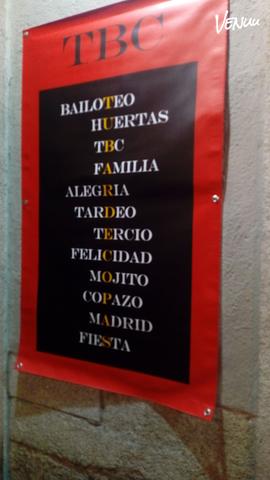 VENUU
TBC
BAILOTEO
HUERTAS
TBC
FAMILIA
ALEGRIA
TARDEO
TERCIO
FELICIDAD
MOJITO
COPAZO
MADRID
FIESTA